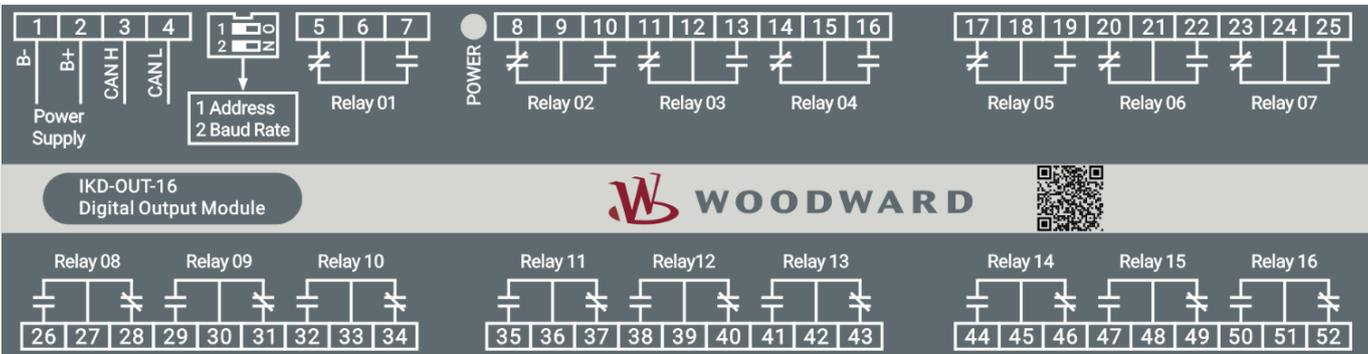 1 2 3 4
1 O
2 N
5 6 7
8 9 10 11 12 13 14 15 16
17 18 19 20 21 22 23 24 25
B-
B+
CAN H
CAN L
POWER
Power
Supply
1 Address
2 Baud Rate
Relay 01
Relay 02
Relay 03
Relay 04
Relay 05
Relay 06
Relay 07
IKD-OUT-16
Digital Output Module
WOODWARD
Relay 08
Relay 09
Relay 10
Relay 11
Relay12
Relay 13
Relay 14
Relay 15
Relay 16
26 27 28 29 30 31 32 33 34
35 36 37 38 39 40 41 42 43
44 45 46 47 48 49 50 51 52